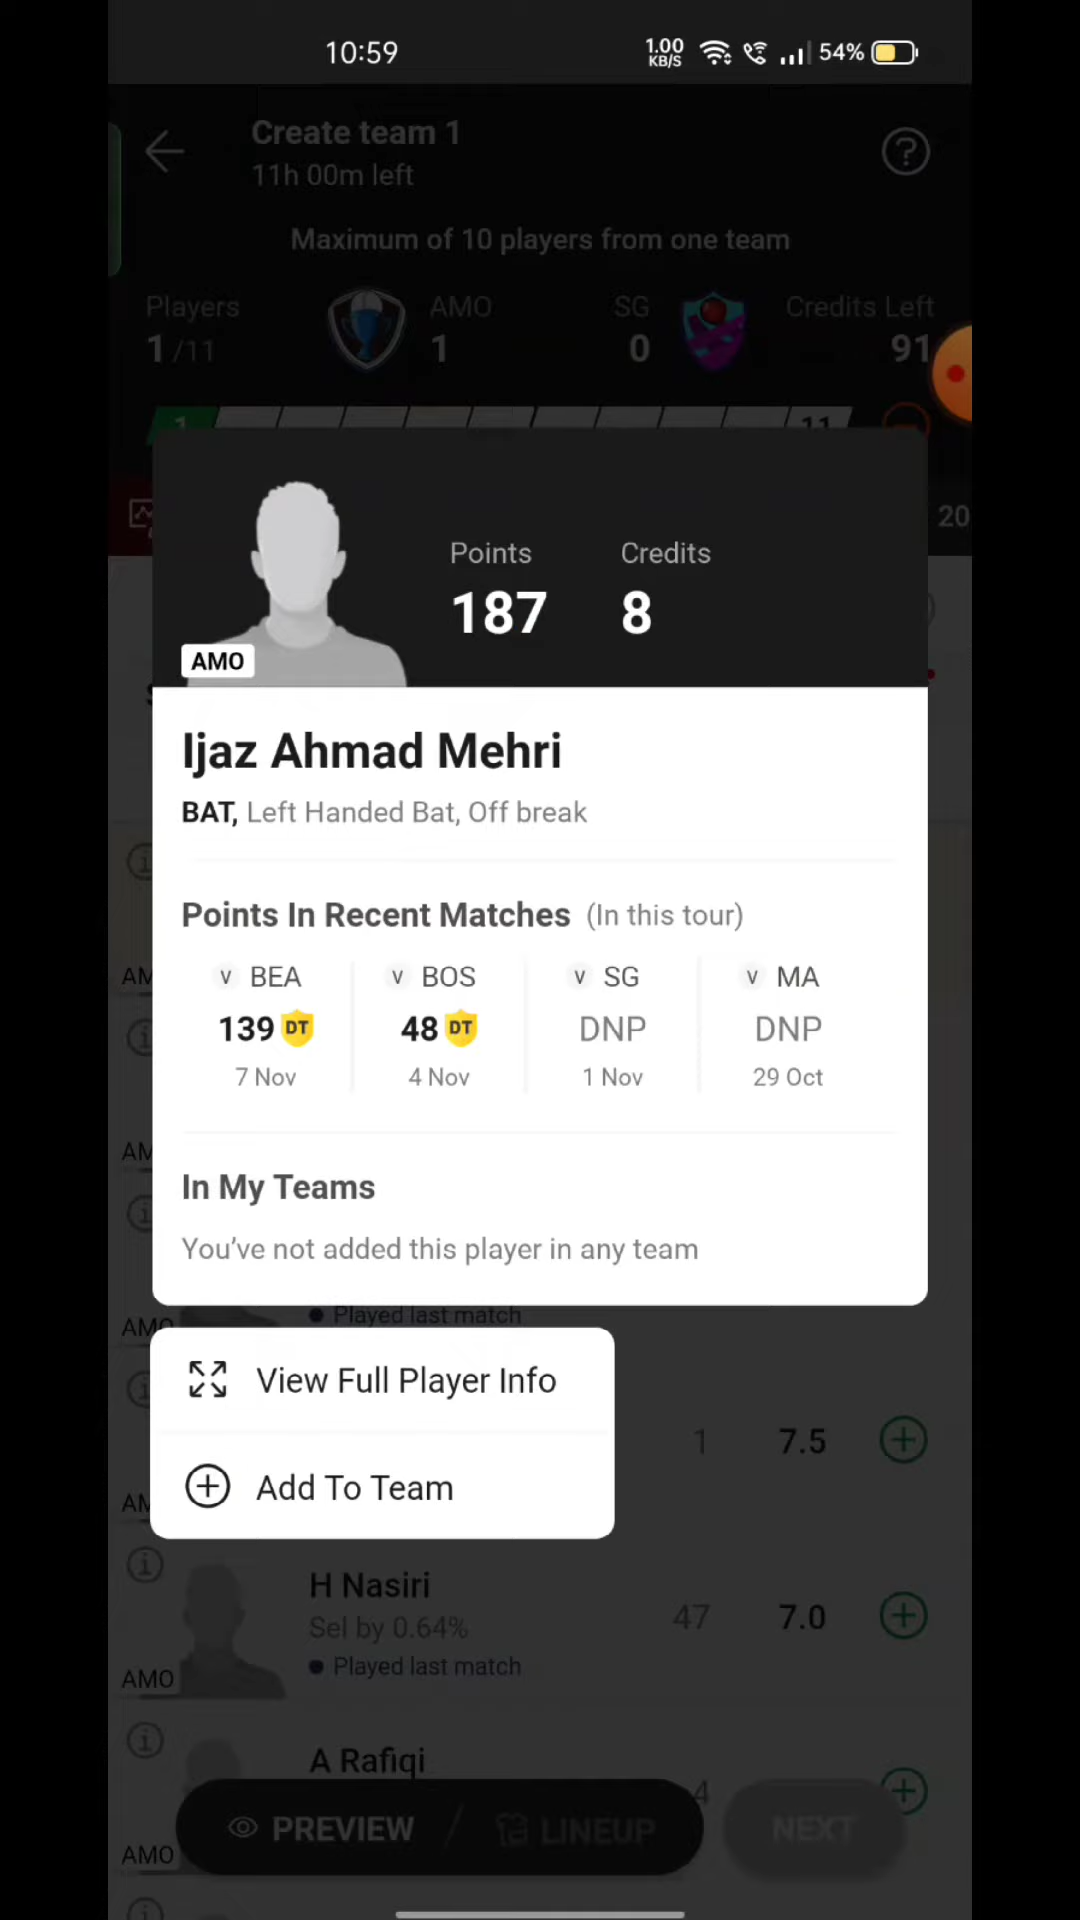 10:59
1.00 KB/S
54%
Create team 1
11h 00m left
Maximum of 10 players from one team
Players AMO SG Credits Left
1/11 1 0 91
1 11
20
Points Credits
187 8
AMO
Ijaz Ahmad Mehri
BAT, Left Handed Bat, Off break
Points In Recent Matches (In this tour)
v BEA v BOS v SG v MA
139 DT 48 DT DNP DNP
7 Nov 4 Nov 1 Nov 29 Oct
In My Teams
You've not added this player in any team
Played last match
AMO
View Full Player Info
1 7.5
Add To Team
H Nasiri
Sel by 0.64%
47 7.0
Played last match
AMO
A Rafiqi
4
PREVIEW / LINEUP NEXT
AMO